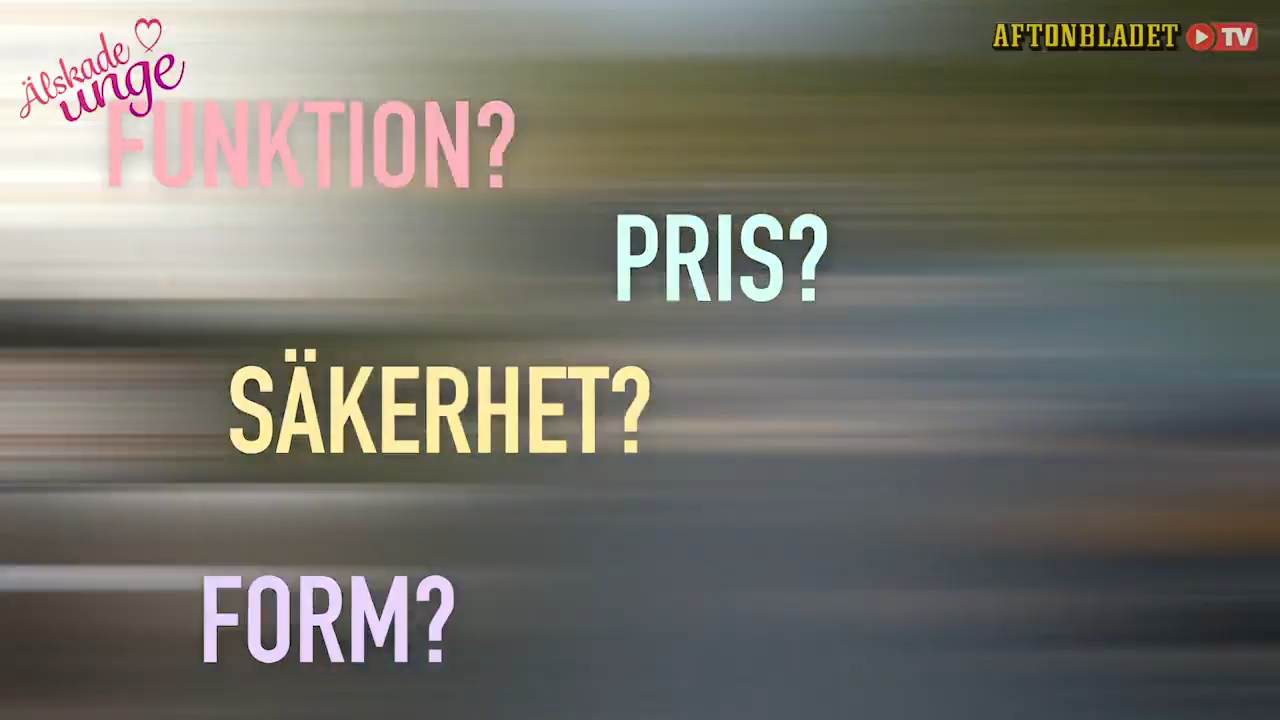 Älskade
unge
AFTONBLADET TV
FUNKTION?
PRIS?
SÄKERHET?
FORM?